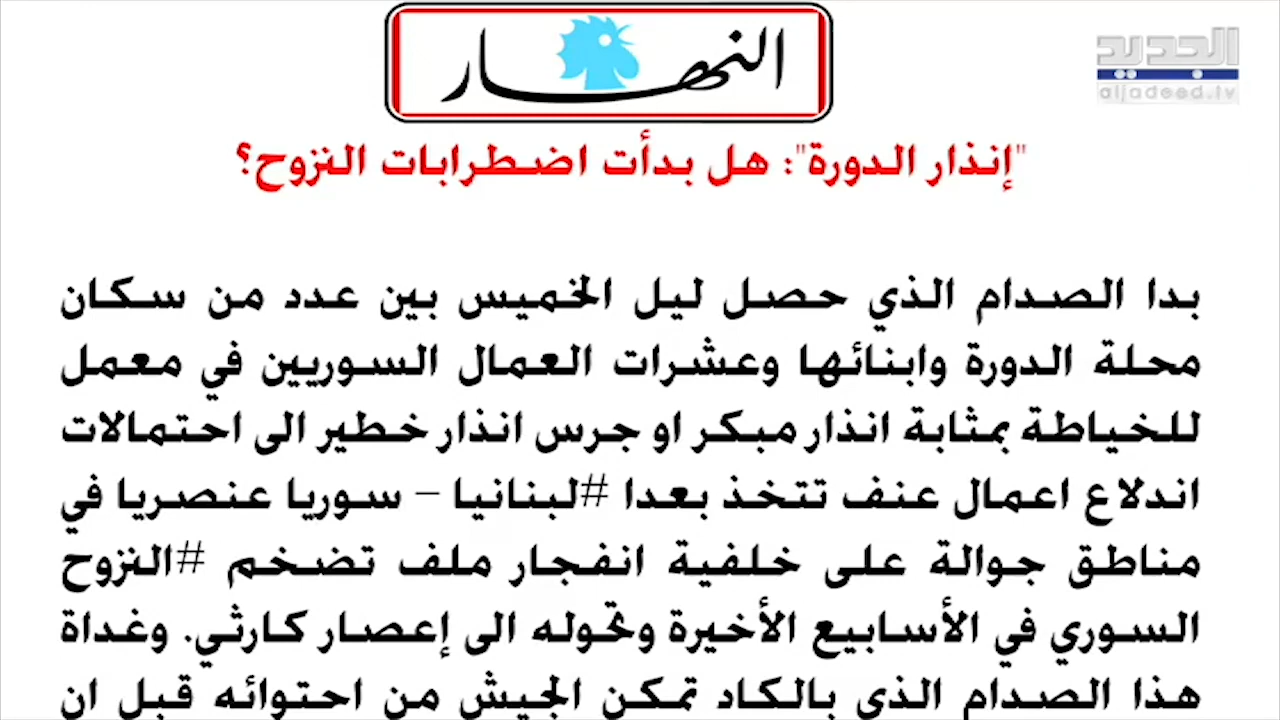 النهار
الجديد
aljadeed.tv
"إنذار الدورة": هل بدأت اضطرابات النزوح؟
بدا الصدام الذي حصل ليل الخميس بين عدد من سكان
محلة الدورة وابنائها وعشرات العمال السوريين في معمل
للخياطة بمثابة انذار مبكر او جرس انذار خطير الى احتمالات
اندلاع اعمال عنف تتخذ بعدا #لبنانيا – سوريا عنصريا في
مناطق جوالة على خلفية انفجار ملف تضخم #النزوح
السوري في الأسابيع الأخيرة وتحوله الى إعصار كارثي. وغداة
هذا الصدام الذي بالكاد تمكن الجيش من احتوائه قبل ان